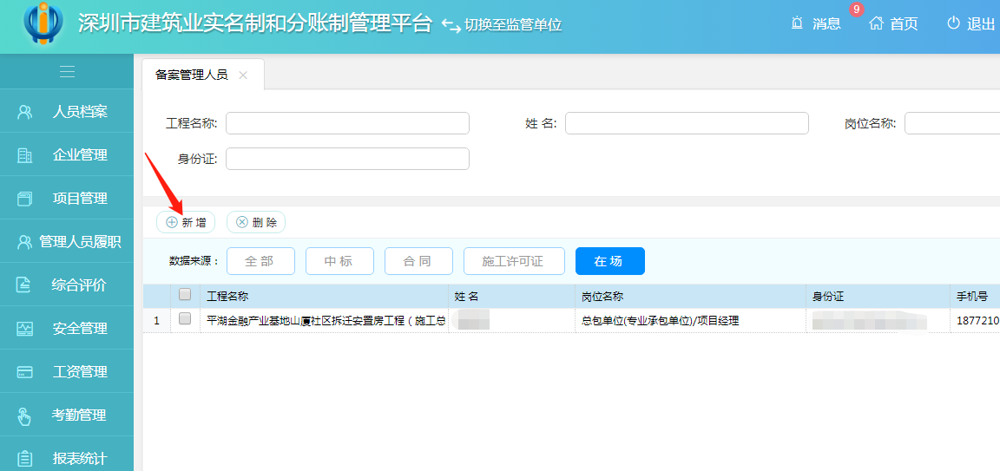 深圳市建筑业实名制和分账制管理平台 切换至监管单位 消息 9 首页 退出
备案管理人员
人员档案
企业管理
项目管理
管理人员履职
综合评价
安全管理
工资管理
考勤管理
报表统计
工程名称: 姓 名: 岗位名称:
身份证:
新 增 删 除
数据来源： 全 部 中 标 合 同 施工许可证 在 场
工程名称 姓 名 岗位名称 身份证 手机号
1 平湖金融产业基地山厦社区拆迁安置房工程（施工总 总包单位(专业承包单位)/项目经理 1877210